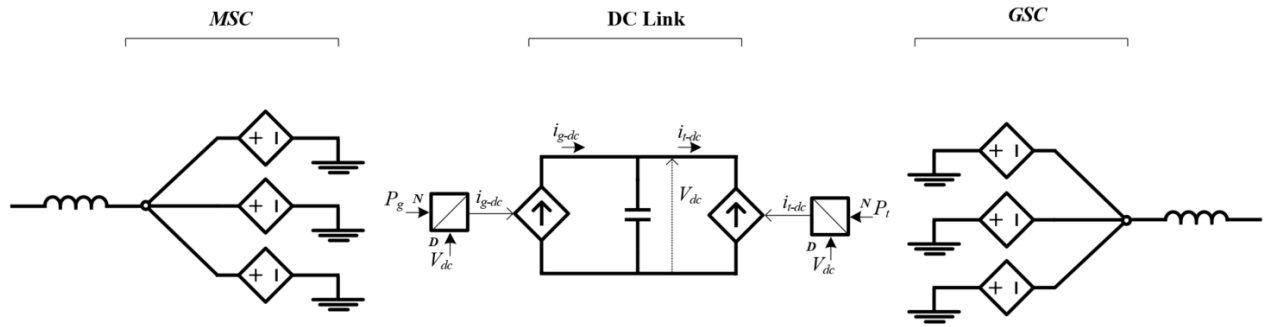 MSC
DC Link
GSC
i_g-dc
i_t-dc
+ −
V_dc
P_g
N
i_g-dc
D
V_dc
i_t-dc
N
P_t
D
V_dc
+ −
+ −
+ −
+ −
+ −